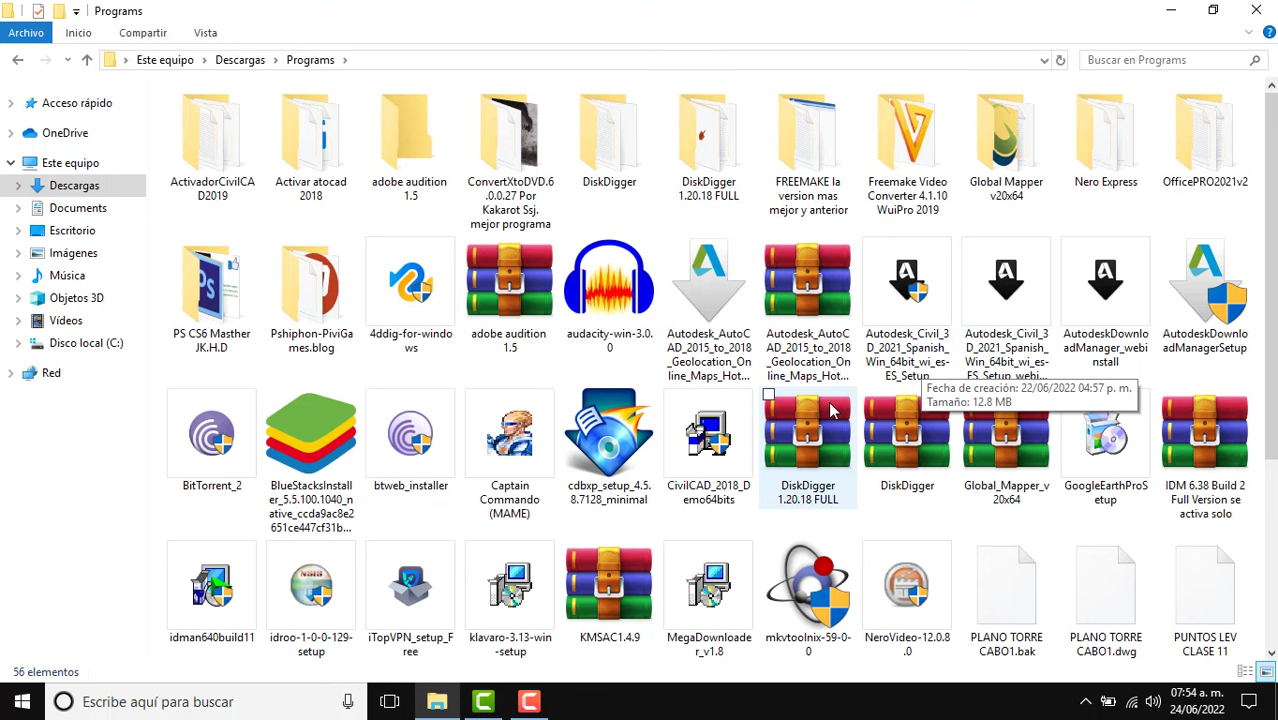 Programs
Archivo Inicio Compartir Vista
Este equipo Descargas Programs
Buscar en Programs
Acceso rápido
OneDrive
Este equipo
Descargas
Documents
Escritorio
Imágenes
Música
Objetos 3D
Vídeos
Disco local (C:)
Red
ActivadorCivilCA
D2019
Activar atocad
2018
adobe audition
1.5
ConvertXtoDVD.6
.0.0.27 Por
Kakarot Ssj.
mejor programa
DiskDigger
DiskDigger
1.20.18 FULL
FREEMAKE la
version mas
mejor y anterior
Freemake Video
Converter 4.1.10
WuiPro 2019
Global Mapper
v20x64
Nero Express
OfficePRO2021v2
PS CS6 Masther
JK.H.D
Pshiphon-PiviGa
mes.blog
4ddig-for-windo
ws
adobe audition
1.5
audacity-win-3.0.
0
Autodesk_AutoC
AD_2015_to_2018
_Geolocation_On
line_Maps_Hot...
Autodesk_AutoC
AD_2015_to_2018
_Geolocation_On
line_Maps_Hot...
Autodesk_Civil_3
D_2021_Spanish_
Win_64bit_wi_es-
ES_Setup
Autodesk_Civil_3
D_2021_Spanish_
Win_64bit_wi_es-
ES_Setup_webi...
AutodeskDownlo
adManager_webi
nstall
AutodeskDownlo
adManagerSetup
Fecha de creación: 22/06/2022 04:57 p. m.
Tamaño: 12.8 MB
BitTorrent_2
BlueStacksInstall
er_5.5.100.1040_n
ative_ccda9ac8e2
651ce447cf31b...
btweb_installer
Captain
Commando
(MAME)
cdbxp_setup_4.5.
8.7128_minimal
CivilCAD_2018_D
emo64bits
DiskDigger
1.20.18 FULL
DiskDigger
Global_Mapper_v
20x64
GoogleEarthProS
etup
IDM 6.38 Build 2
Full Version se
activa solo
idman640build11
idroo-1-0-0-129-
setup
iTopVPN_setup_F
ree
klavaro-3.13-win
-setup
KMSAC1.4.9
MegaDownloade
r_v1.8
mkvtoolnix-59-0-
0
NeroVideo-12.0.8
.0
PLANO TORRE
CABO1.bak
PLANO TORRE
CABO1.dwg
PUNTOS LEV
CLASE 11
56 elementos
Escribe aquí para buscar
07:54 a. m.
24/06/2022